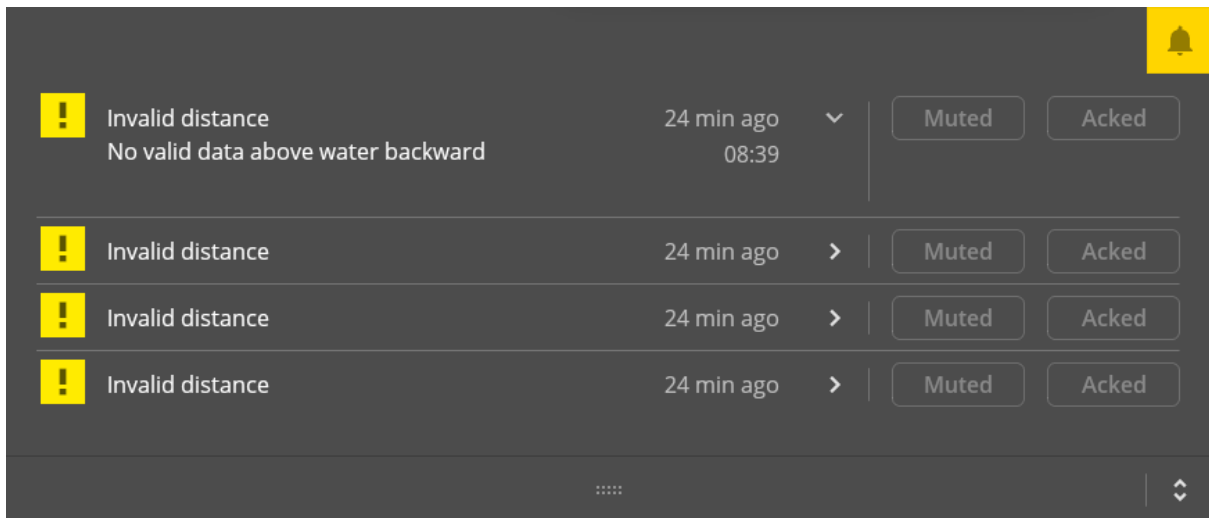 Invalid distance 24 min ago Muted Acked
No valid data above water backward 08:39
Invalid distance 24 min ago Muted Acked
Invalid distance 24 min ago Muted Acked
Invalid distance 24 min ago Muted Acked